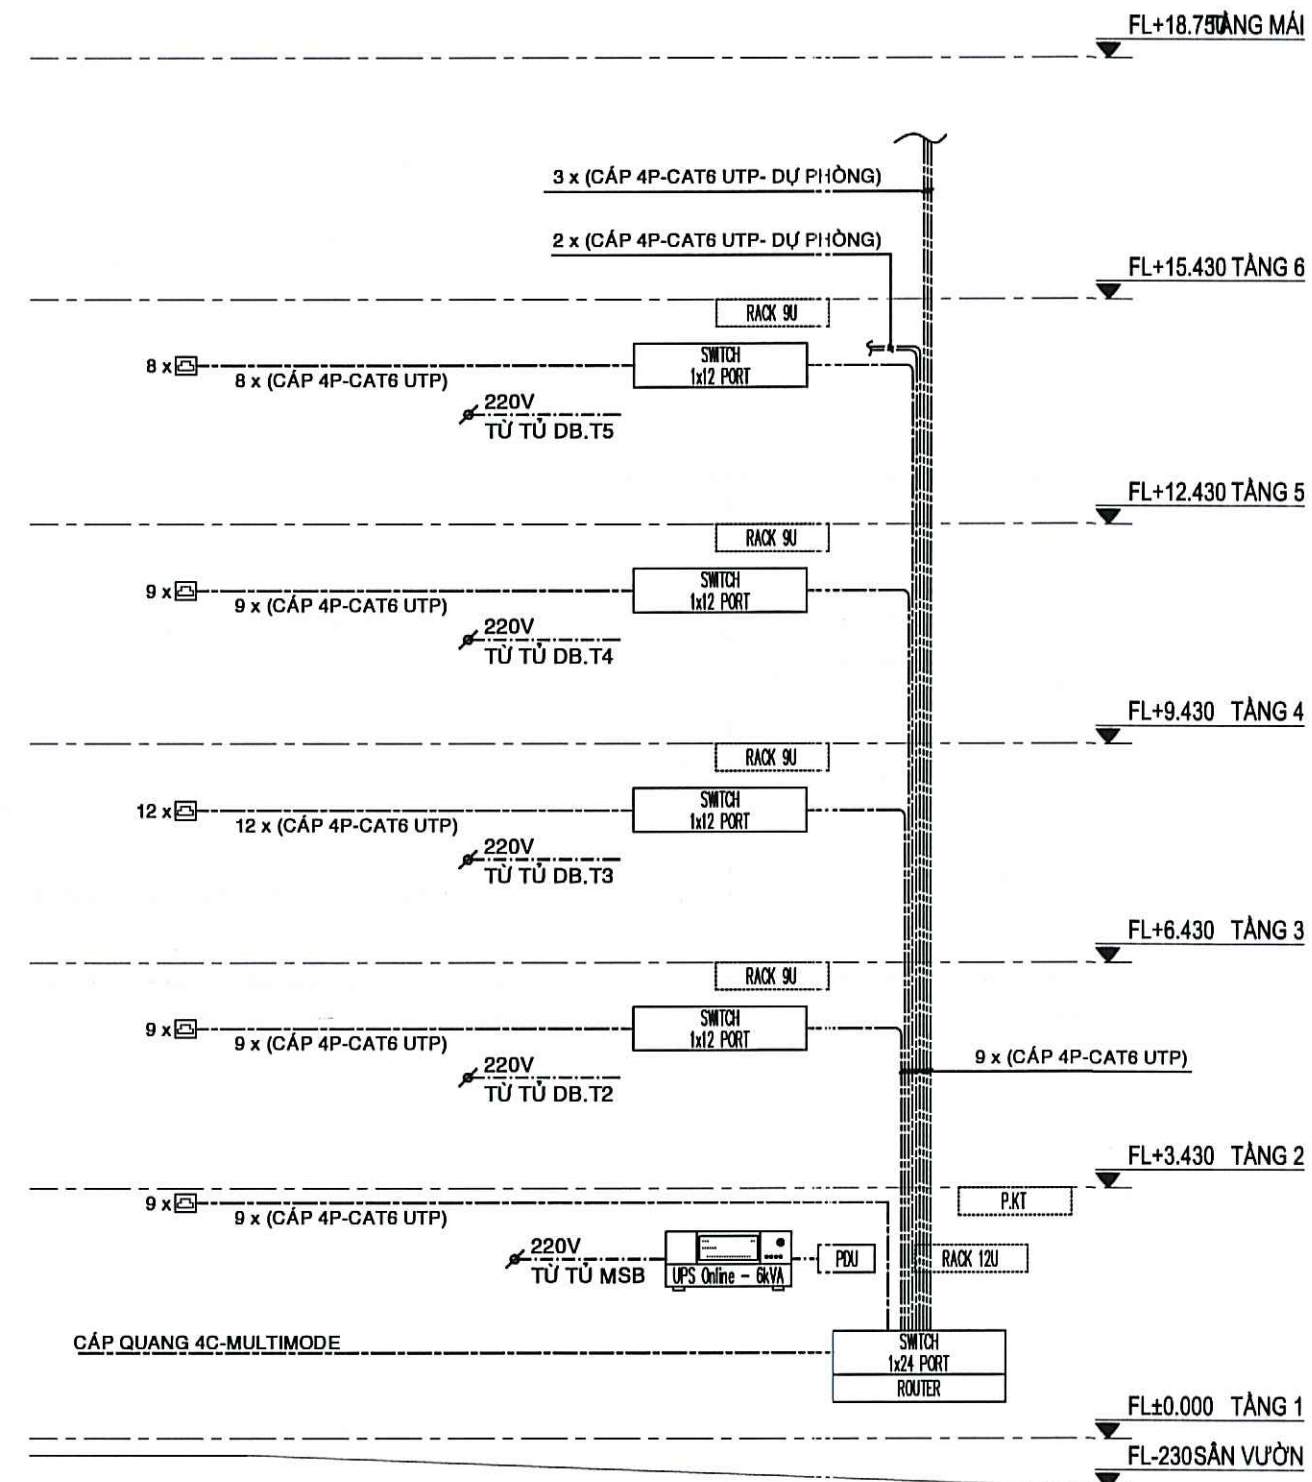 FL+18.750 TẦNG MÁI
3 x (CÁP 4P-CAT6 UTP- DỰ PHÒNG)
2 x (CÁP 4P-CAT6 UTP- DỰ PHÒNG)
FL+15.430 TẦNG 6
RACK 9U
SWITCH
1x12 PORT
8 x
8 x (CÁP 4P-CAT6 UTP)
220V
TỪ TỦ DB.T5
FL+12.430 TẦNG 5
RACK 9U
SWITCH
1x12 PORT
9 x
9 x (CÁP 4P-CAT6 UTP)
220V
TỪ TỦ DB.T4
FL+9.430 TẦNG 4
RACK 9U
SWITCH
1x12 PORT
12 x
12 x (CÁP 4P-CAT6 UTP)
220V
TỪ TỦ DB.T3
FL+6.430 TẦNG 3
RACK 9U
SWITCH
1x12 PORT
9 x
9 x (CÁP 4P-CAT6 UTP)
9 x (CÁP 4P-CAT6 UTP)
220V
TỪ TỦ DB.T2
FL+3.430 TẦNG 2
P.KT
9 x
9 x (CÁP 4P-CAT6 UTP)
220V
TỪ TỦ MSB
UPS Online - 6kVA
PDU
RACK 12U
CÁP QUANG 4C-MULTIMODE
SWITCH
1x24 PORT
ROUTER
FL±0.000 TẦNG 1
FL-230 SÂN VƯỜN